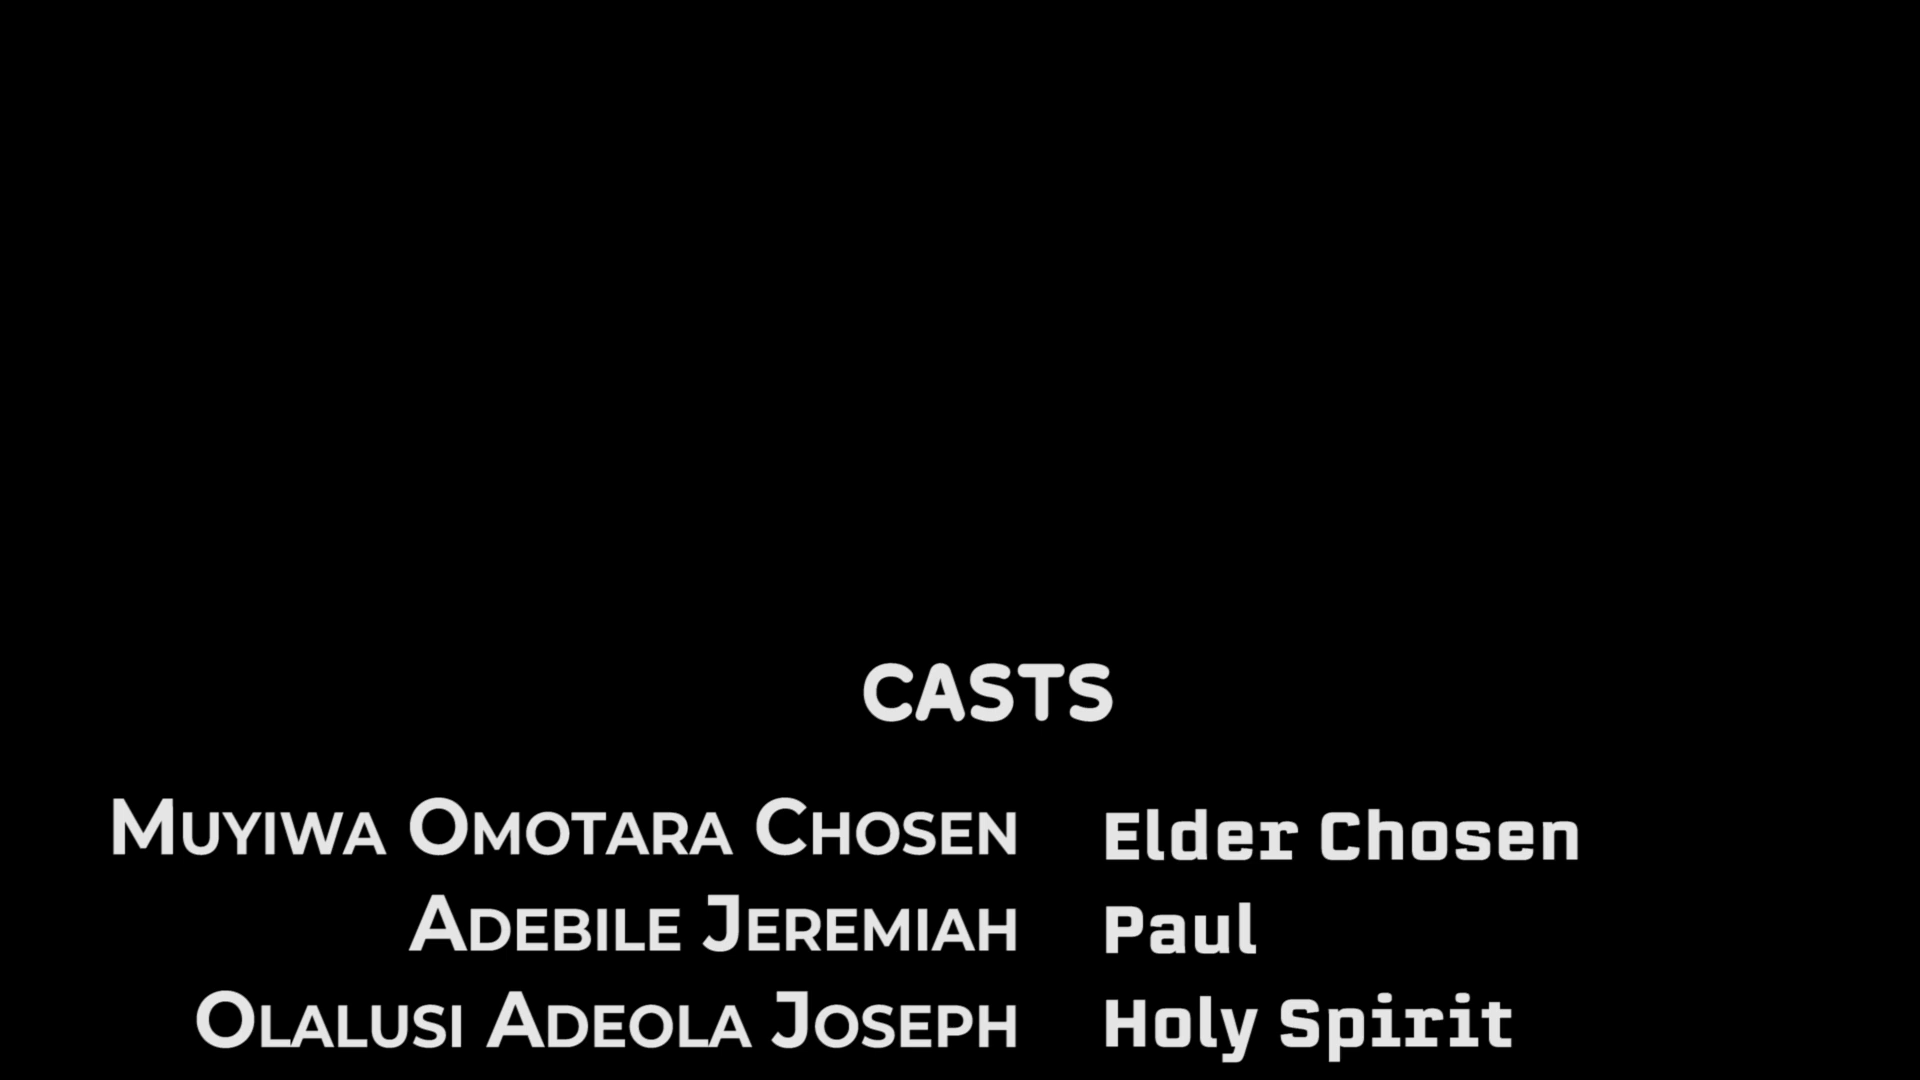 CASTS
MUYIWA OMOTARA CHOSEN Elder Chosen
ADEBILE JEREMIAH Paul
OLALUSI ADEOLA JOSEPH Holy Spirit